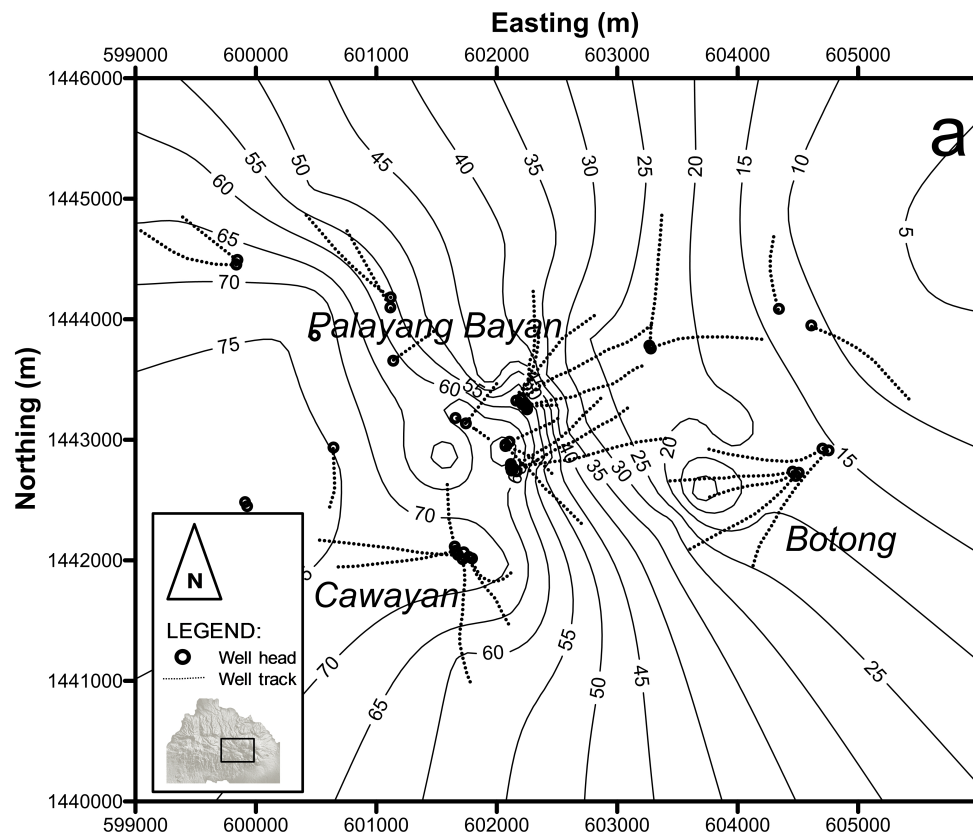 Easting (m)
599000 600000 601000 602000 603000 604000 605000
1446000
1445000
1444000
1443000
1442000
1441000
1440000
Northing (m)
a
55 50 45 40 35 30 25 20 15 10
60
65
5
70
Palayang Bayan
75
60 55
20
40 35 30 25
15
70
Botong
Cawayan
N
LEGEND:
Well head
Well track
70 65 60 55 50 45 25
599000 600000 601000 602000 603000 604000 605000